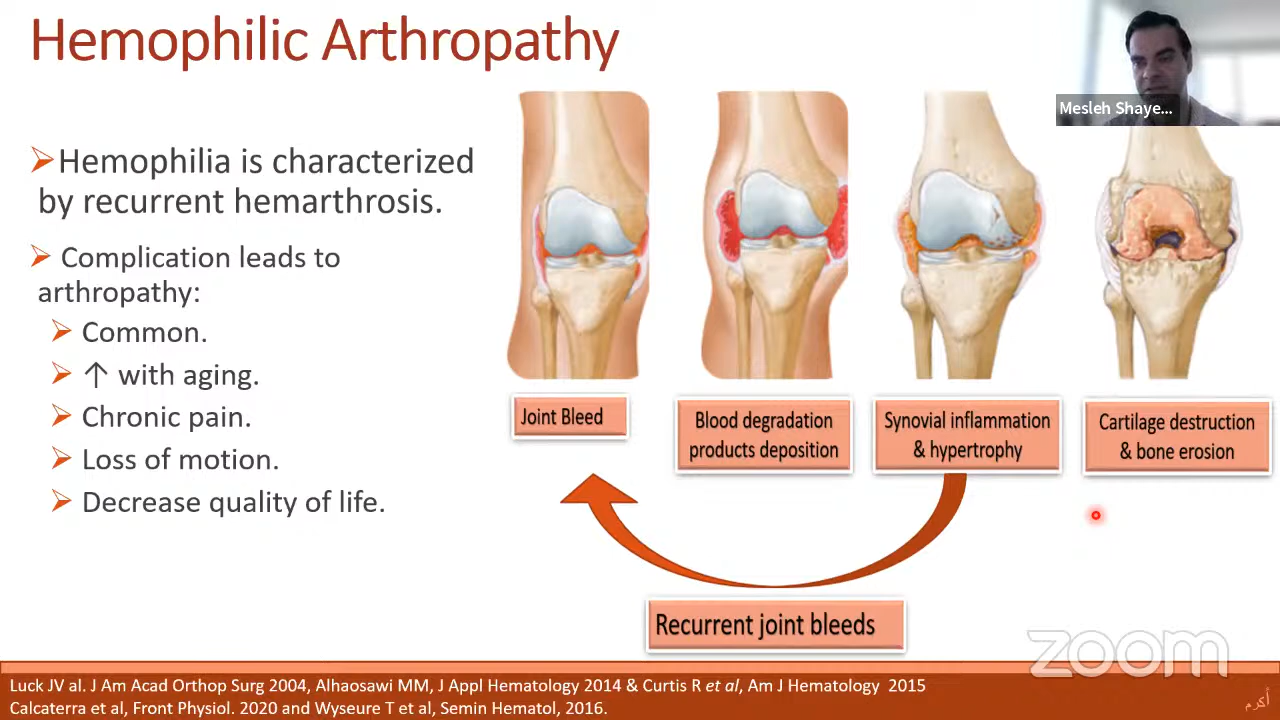 Hemophilic Arthropathy
Mesleh Shaye...
Hemophilia is characterized
by recurrent hemarthrosis.
Complication leads to
arthropathy:
Common.
↑ with aging.
Chronic pain.
Loss of motion.
Decrease quality of life.
Joint Bleed
Blood degradation
products deposition
Synovial inflammation
& hypertrophy
Cartilage destruction
& bone erosion
Recurrent joint bleeds
zoom
Luck JV al. J Am Acad Orthop Surg 2004, Alhaosawi MM, J Appl Hematology 2014 & Curtis R et al, Am J Hematology 2015
Calcaterra et al, Front Physiol. 2020 and Wyseure T et al, Semin Hematol, 2016.
أكرم